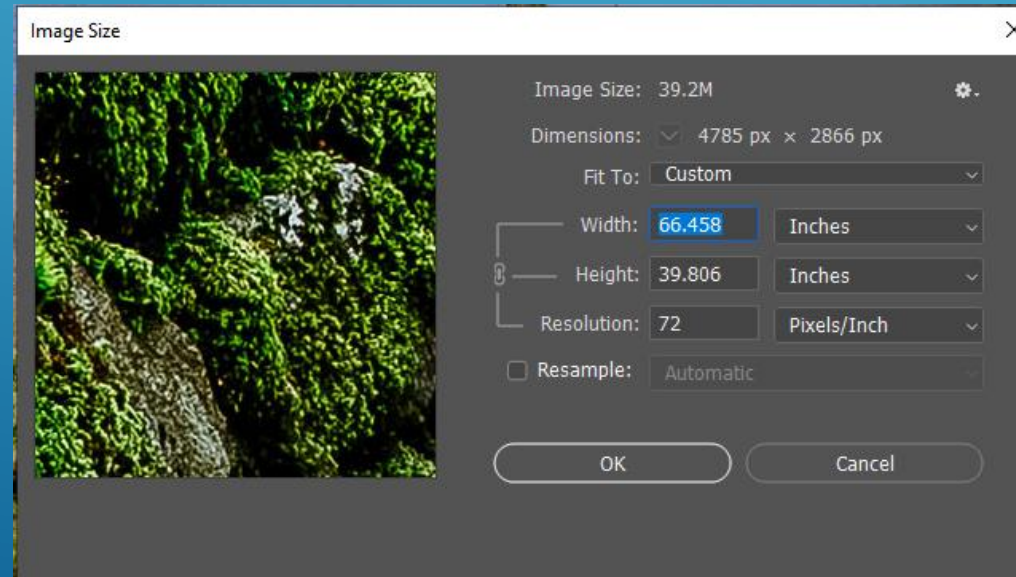 Image Size
Image Size: 39.2M
Dimensions: 4785 px × 2866 px
Fit To: Custom
Width: 66.458 Inches
Height: 39.806 Inches
Resolution: 72 Pixels/Inch
Resample: Automatic
OK Cancel